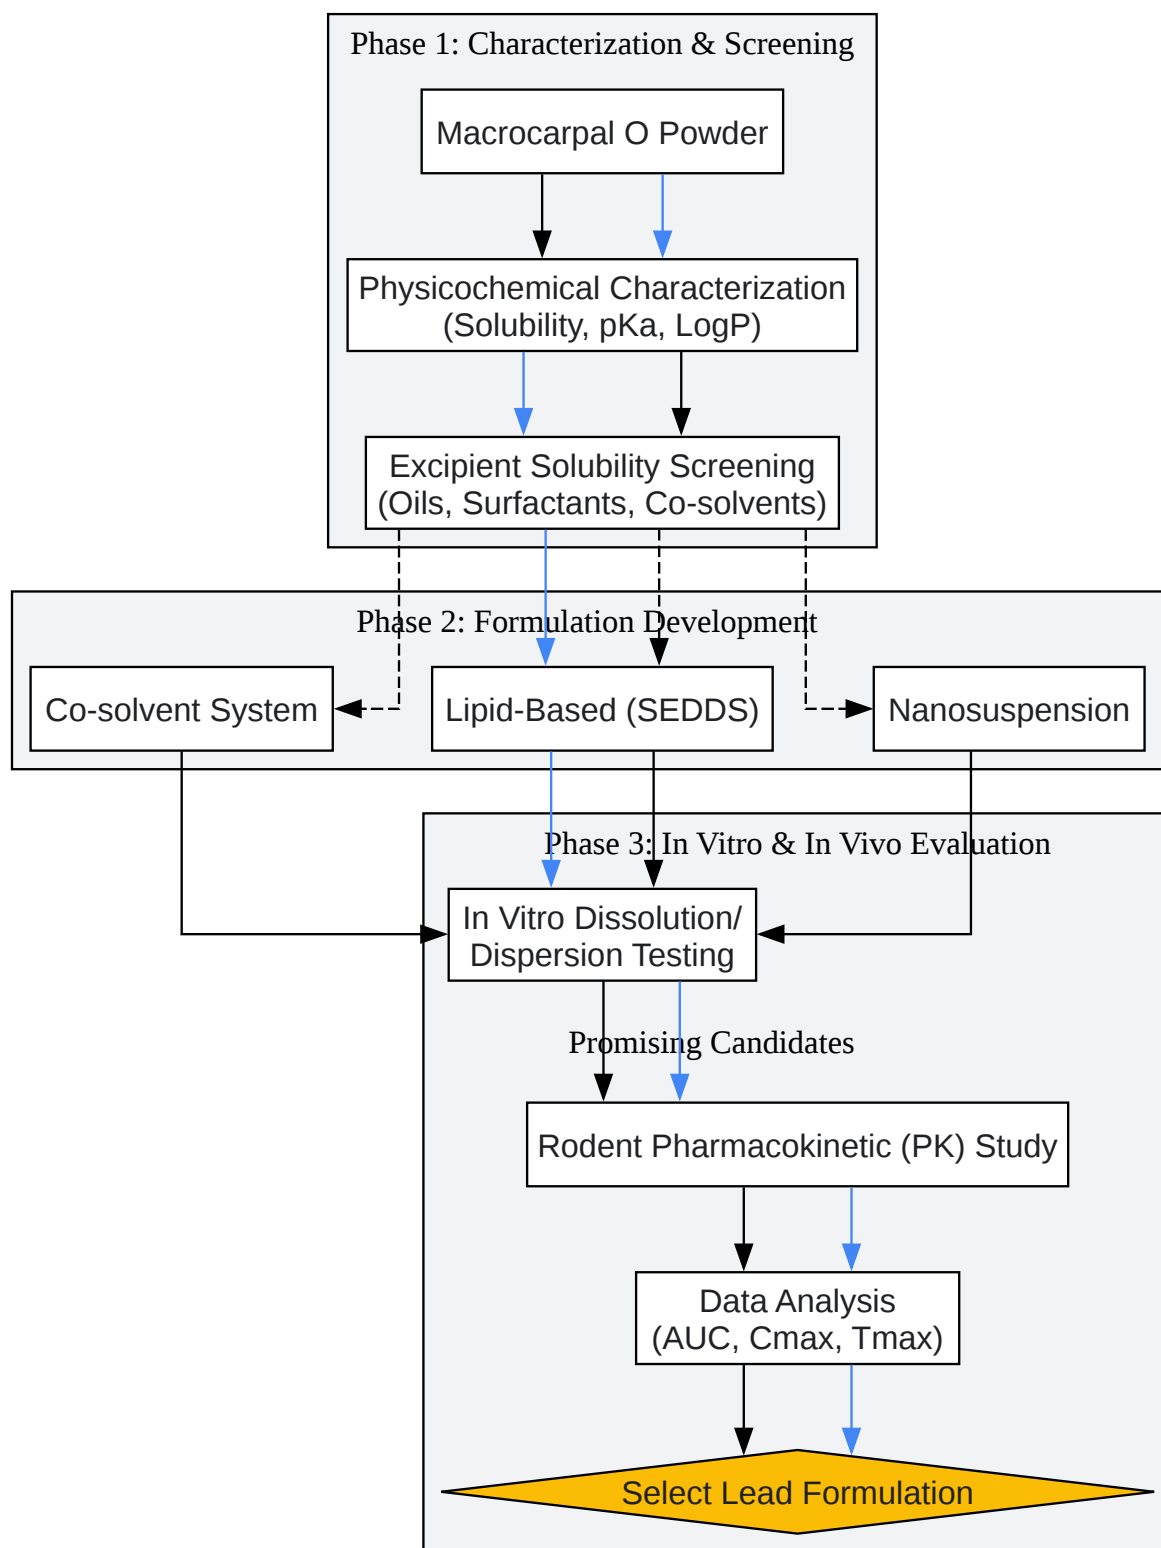 Phase 1: Characterization & Screening
Macrocarpal O Powder
Physicochemical Characterization
(Solubility, pKa, LogP)
Excipient Solubility Screening
(Oils, Surfactants, Co-solvents)
Phase 2: Formulation Development
Co-solvent System
Lipid-Based (SEDDS)
Nanosuspension
Phase 3: In Vitro & In Vivo Evaluation
In Vitro Dissolution/
Dispersion Testing
Promising Candidates
Rodent Pharmacokinetic (PK) Study
Data Analysis
(AUC, Cmax, Tmax)
Select Lead Formulation